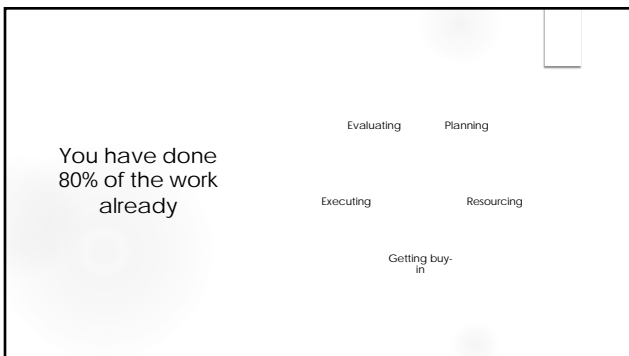 You have done
80% of the work
already
Evaluating
Planning
Executing
Resourcing
Getting buy-
in